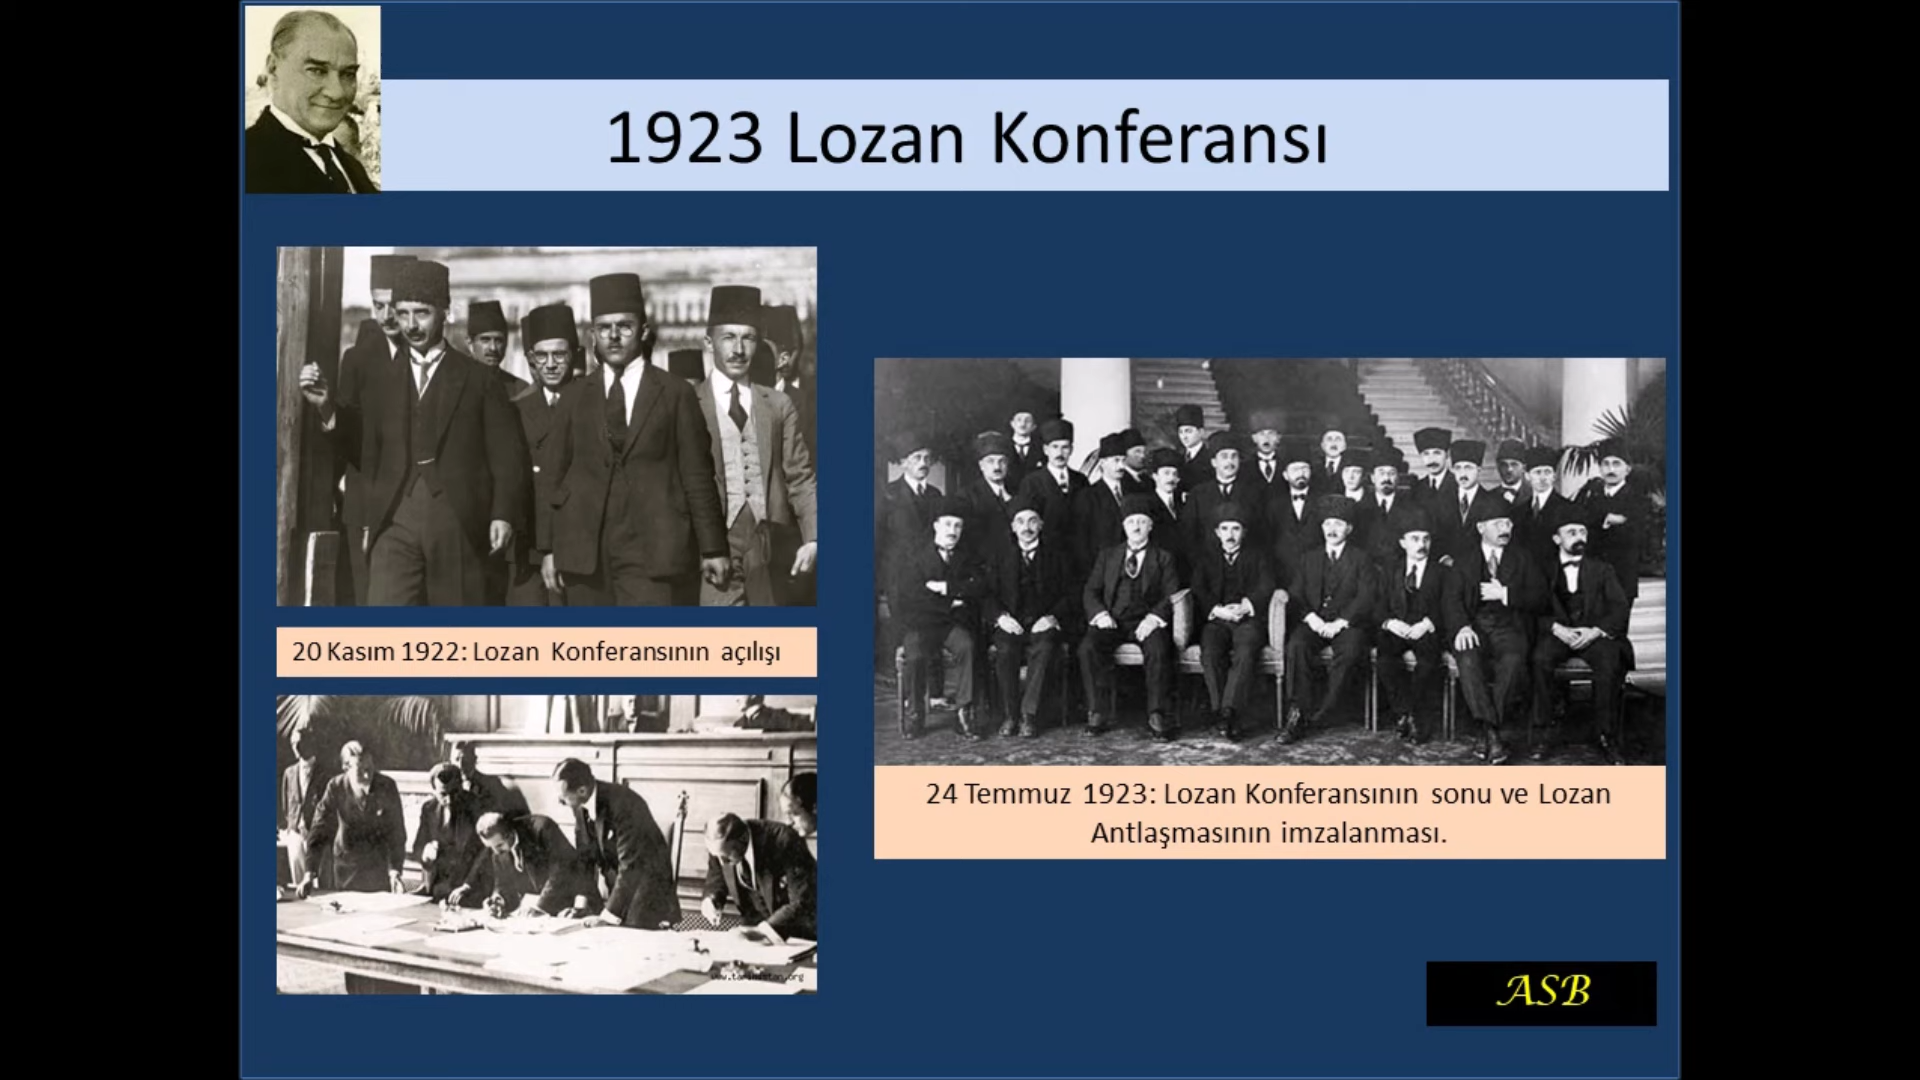 1923 Lozan Konferansı
20 Kasım 1922: Lozan Konferansının açılışı
24 Temmuz 1923: Lozan Konferansının sonu ve Lozan
Antlaşmasının imzalanması.
ASB